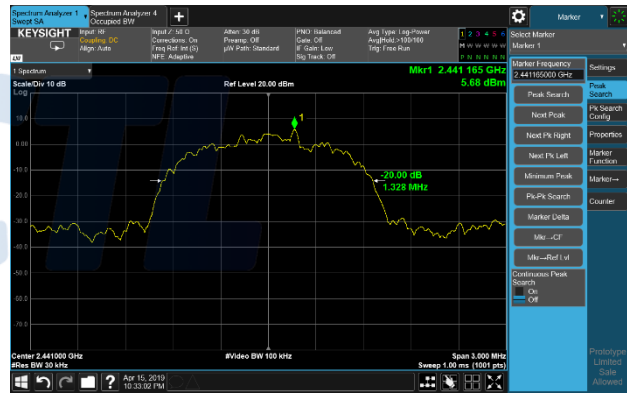 Spectrum Analyzer 1
Swept SA
Spectrum Analyzer 4
Occupied BW
+
Marker
KEYSIGHT
Input: RF
Coupling: DC
Align: Auto
Input Z: 50 Ω
Corrections: On
Freq Ref: Int (S)
NFE: Adaptive
Atten: 30 dB
Preamp: Off
µW Path: Standard
PNO: Balanced
Gate: Off
IF Gain: Low
Sig Track: Off
Avg Type: Log-Power
Avg|Hold:>100/100
Trig: Free Run
1 2 3 4 5 6
M W W W W W
P N N N N N
LXI
Select Marker
Marker 1
1 Spectrum
Scale/Div 10 dB
Log
Ref Level 20.00 dBm
Mkr1 2.441 165 GHz
5.68 dBm
10.0
0.00
-10.0
-20.0
-30.0
-40.0
-50.0
-60.0
-70.0
1
-20.00 dB
1.328 MHz
Center 2.441000 GHz
#Res BW 30 kHz
#Video BW 100 kHz
Span 3.000 MHz
Sweep 1.00 ms (1001 pts)
Marker Frequency
2.441165000 GHz
Peak Search
Next Peak
Next Pk Right
Next Pk Left
Minimum Peak
Pk-Pk Search
Marker Delta
Mkr→CF
Mkr→Ref Lvl
Continuous Peak
Search
On
Off
Settings
Peak
Search
Pk Search
Config
Properties
Marker
Function
Marker→
Counter
Prototype
Limited
Sale
Allowed
?
Apr 15, 2019
10:33:02 PM